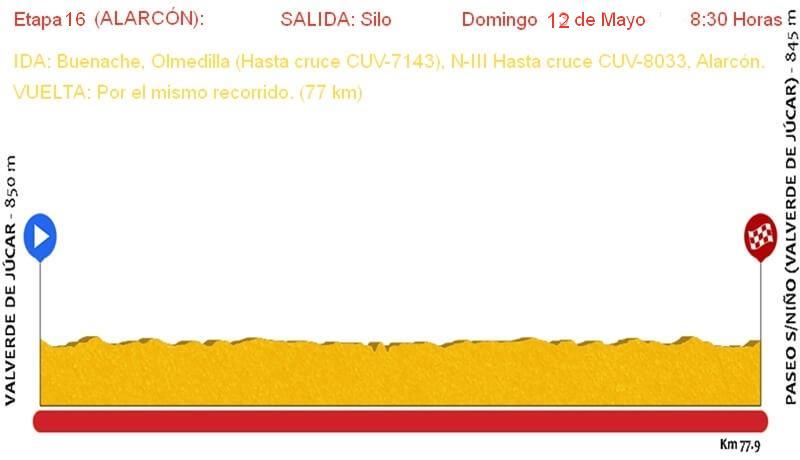 Etapa 16 (ALARCÓN): SALIDA: Silo Domingo 12 de Mayo 8:30 Horas
IDA: Buenache, Olmedilla (Hasta cruce CUV-7143), N-III Hasta cruce CUV-8033, Alarcón.
VUELTA: Por el mismo recorrido. (77 km)
VALVERDE DE JÚCAR - 850 m
PASEO S/NIÑO (VALVERDE DE JÚCAR) - 845 m
Km 77.9